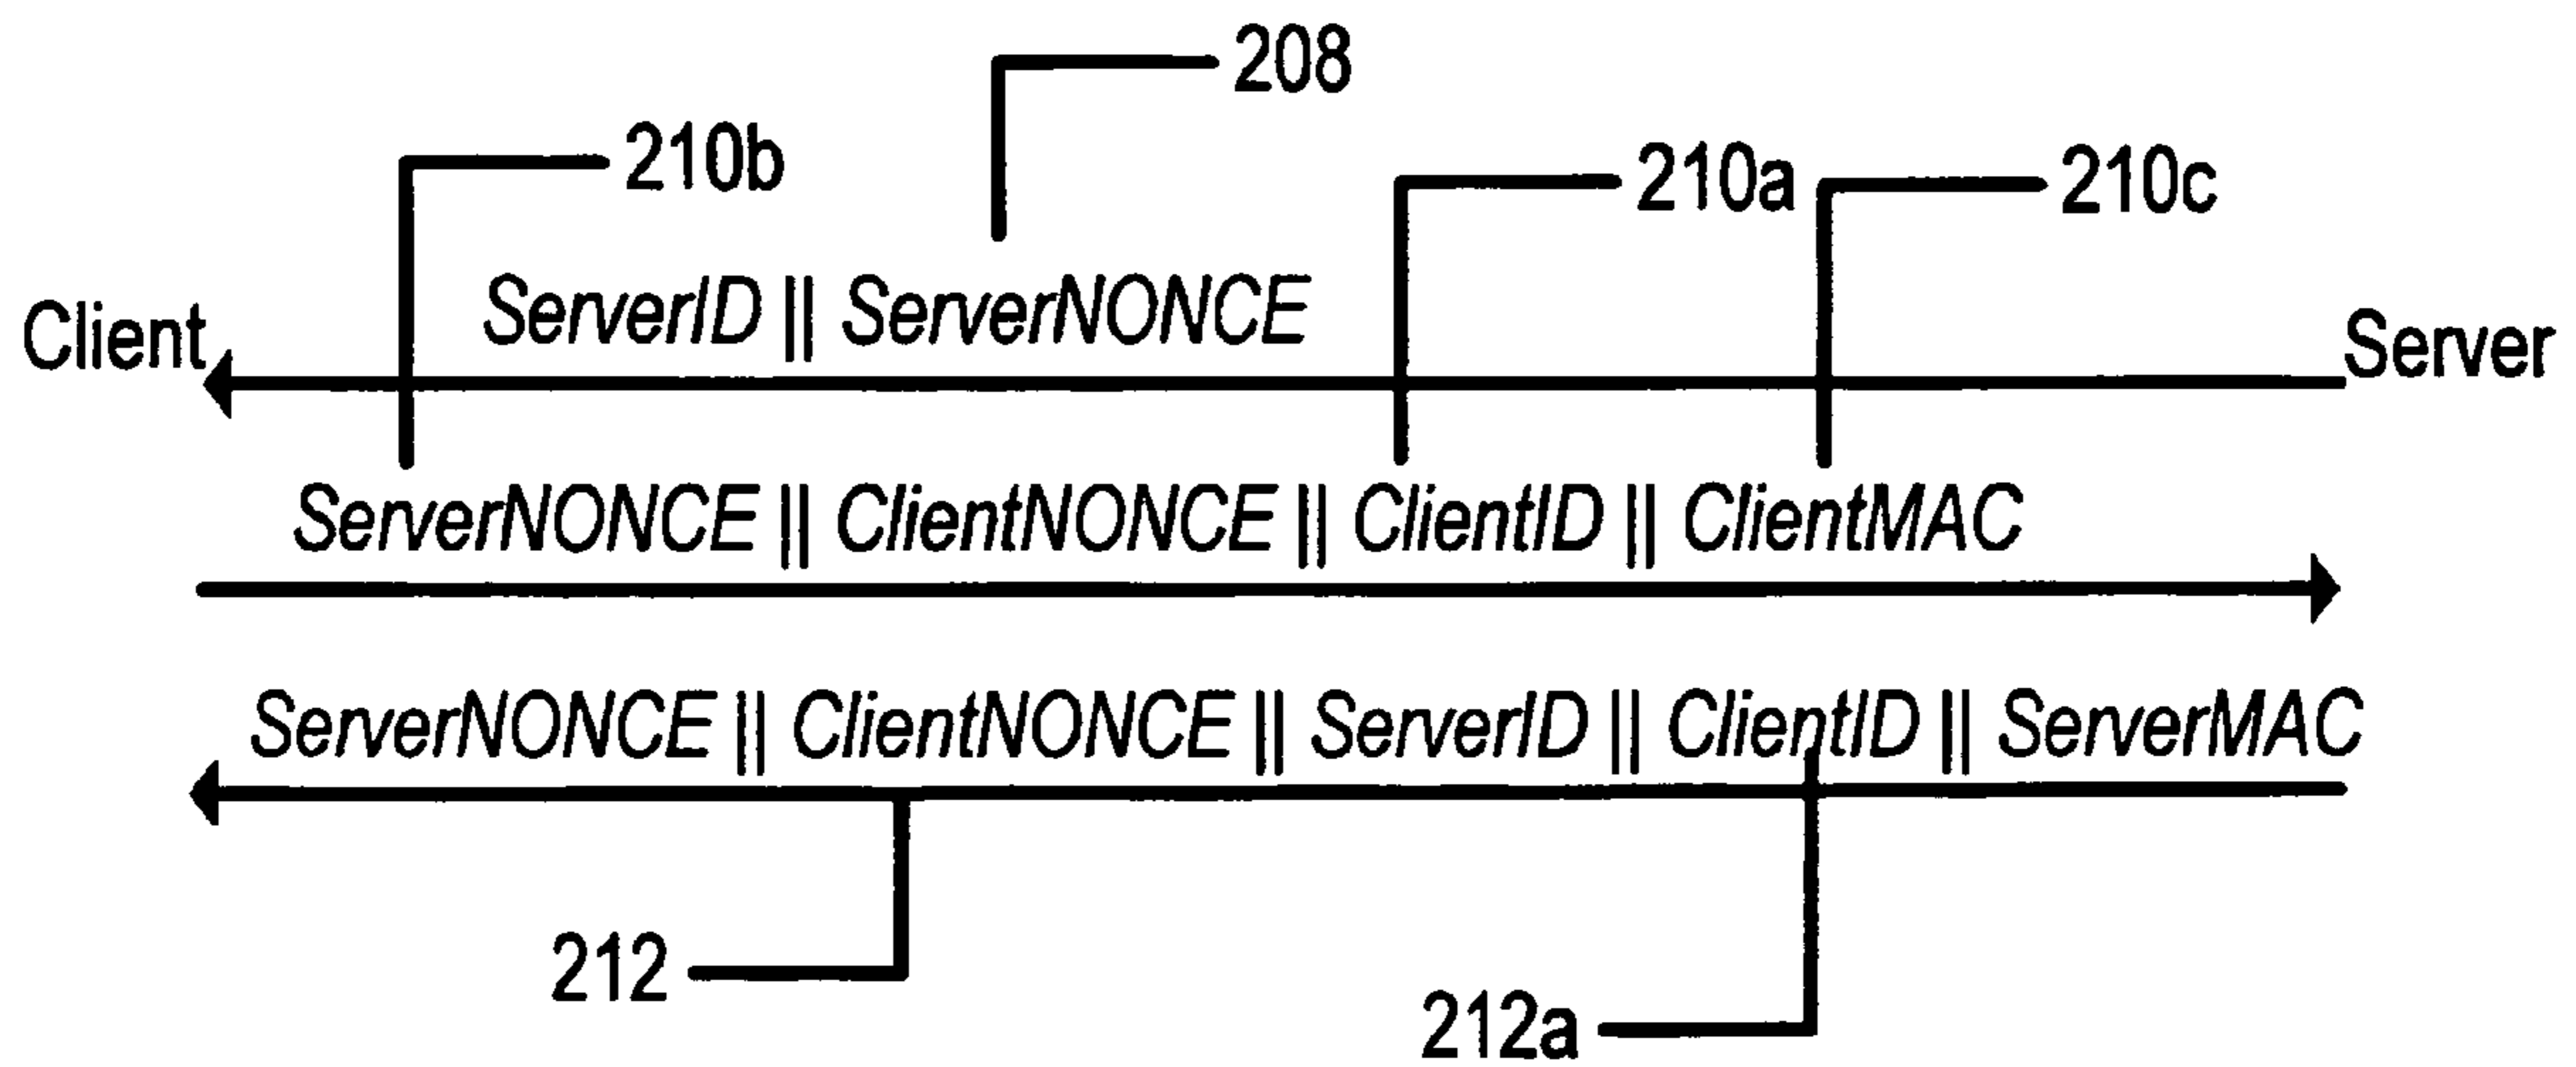 208
210b
210a
210c
ServerID || ServerNONCE
Client
Server
ServerNONCE || ClientNONCE || ClientID || ClientMAC
ServerNONCE || ClientNONCE || ServerID || ClientID || ServerMAC
212
212a